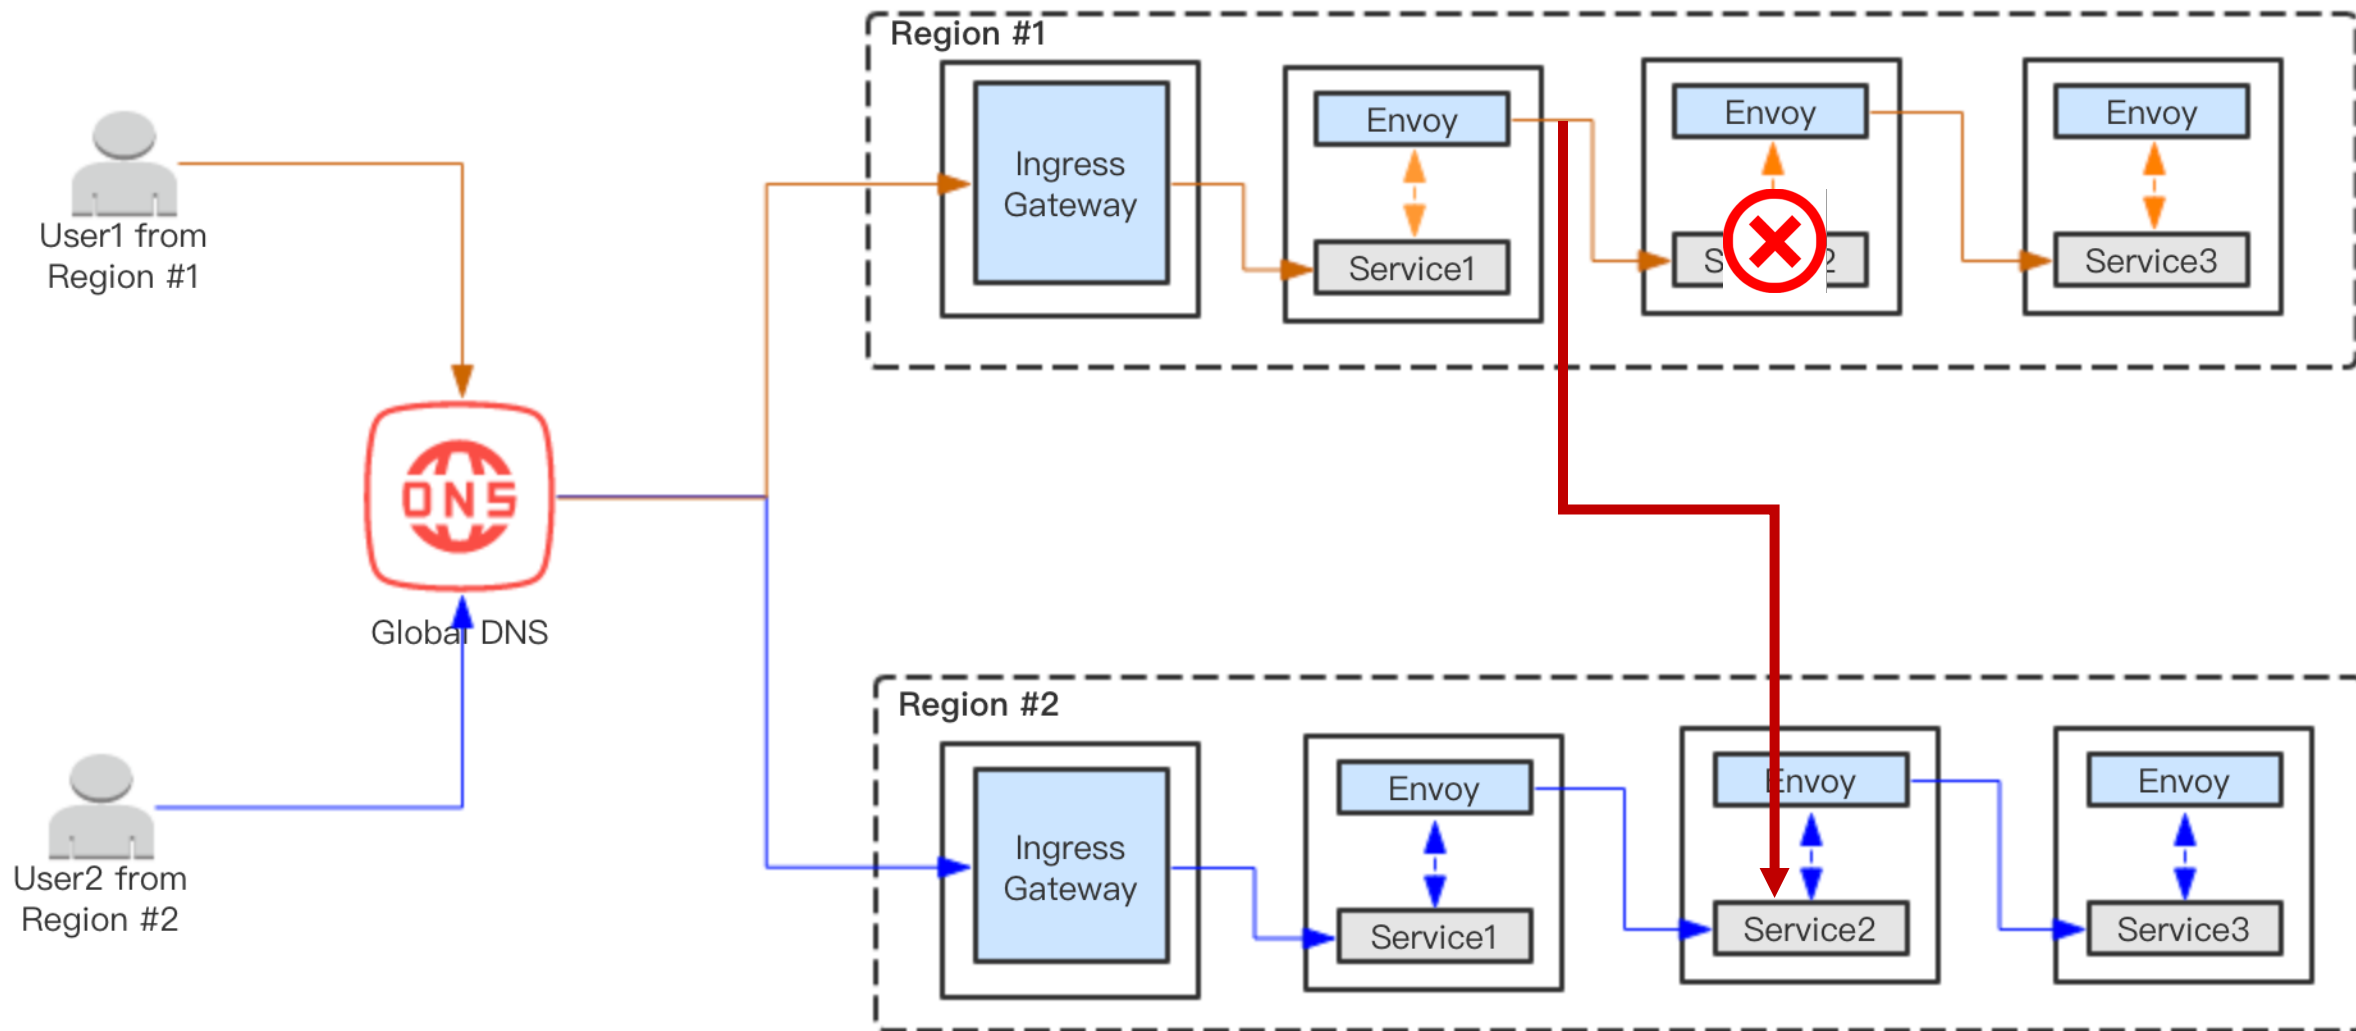 Region #1
Ingress
Gateway
Envoy
Service1
Envoy
Envoy
Service3
User1 from
Region #1
DNS
Global DNS
User2 from
Region #2
Region #2
Ingress
Gateway
Envoy
Service1
Envoy
Service2
Envoy
Service3